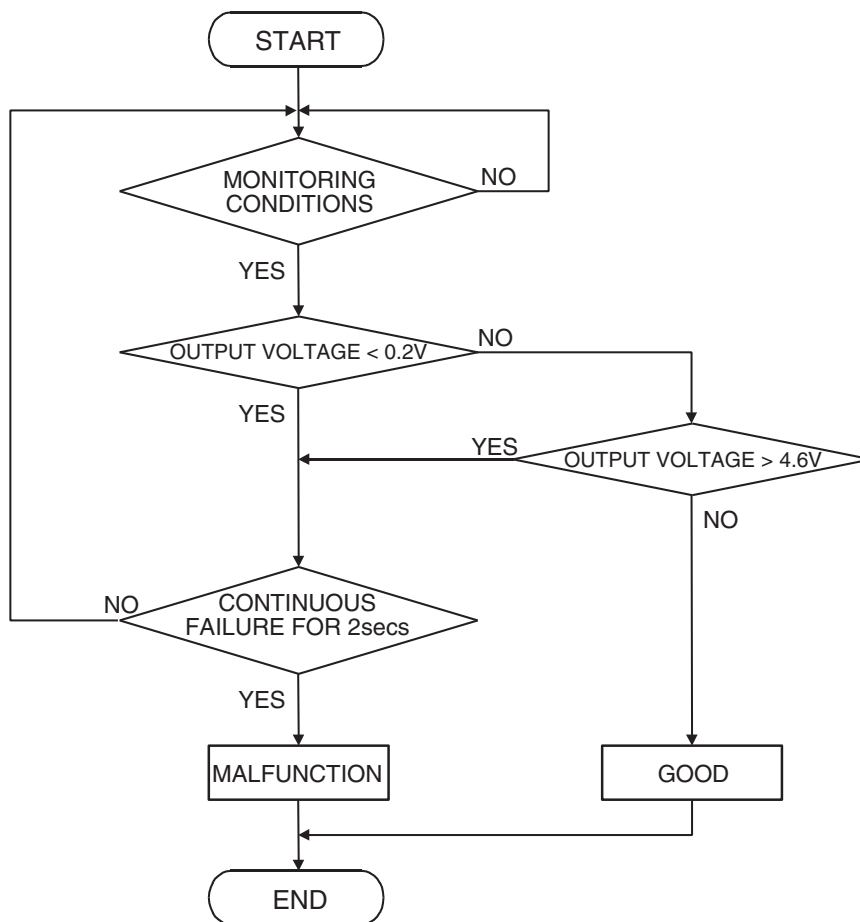 START
MONITORING
CONDITIONS
NO
YES
OUTPUT VOLTAGE < 0.2V
NO
YES
YES
OUTPUT VOLTAGE > 4.6V
NO
NO
CONTINUOUS
FAILURE FOR 2secs
YES
MALFUNCTION
GOOD
END